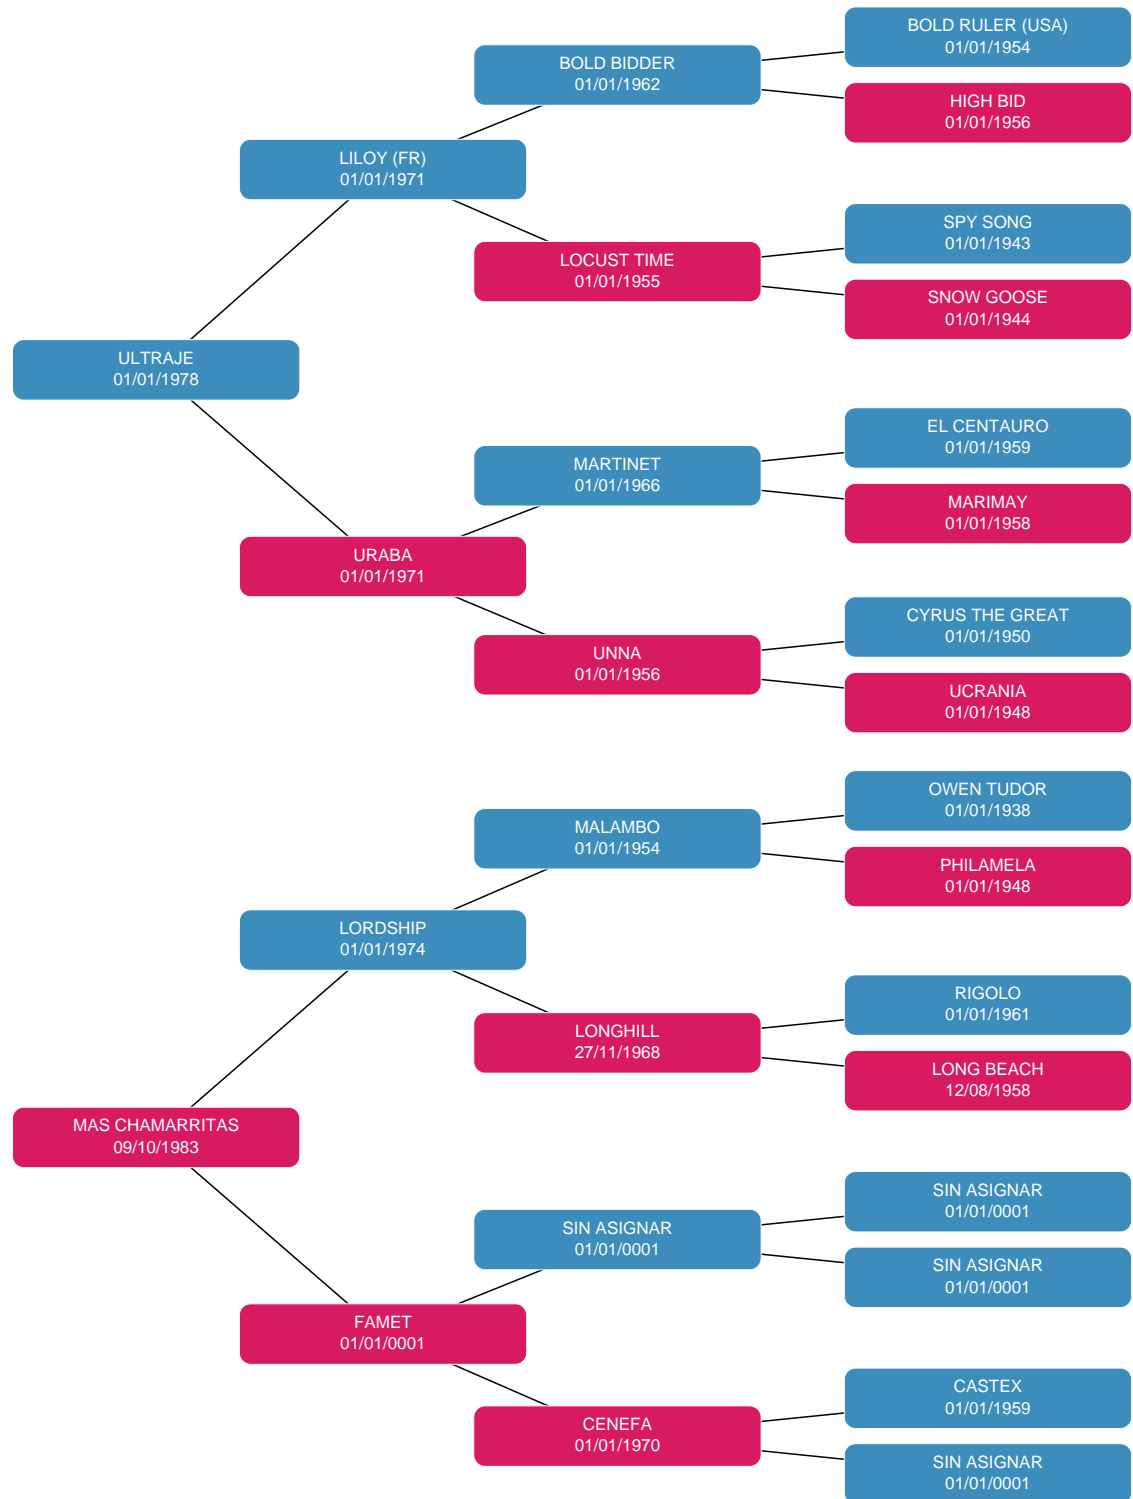 BOLD RULER (USA)
01/01/1954
BOLD BIDDER
01/01/1962
HIGH BID
01/01/1956
LILOY (FR)
01/01/1971
SPY SONG
01/01/1943
LOCUST TIME
01/01/1955
SNOW GOOSE
01/01/1944
ULTRAJE
01/01/1978
EL CENTAURO
01/01/1959
MARTINET
01/01/1966
MARIMAY
01/01/1958
URABA
01/01/1971
CYRUS THE GREAT
01/01/1950
UNNA
01/01/1956
UCRANIA
01/01/1948
OWEN TUDOR
01/01/1938
MALAMBO
01/01/1954
PHILAMELA
01/01/1948
LORDSHIP
01/01/1974
RIGOLO
01/01/1961
LONGHILL
27/11/1968
LONG BEACH
12/08/1958
MAS CHAMARRITAS
09/10/1983
SIN ASIGNAR
01/01/0001
SIN ASIGNAR
01/01/0001
SIN ASIGNAR
01/01/0001
FAMET
01/01/0001
CASTEX
01/01/1959
CENEFA
01/01/1970
SIN ASIGNAR
01/01/0001